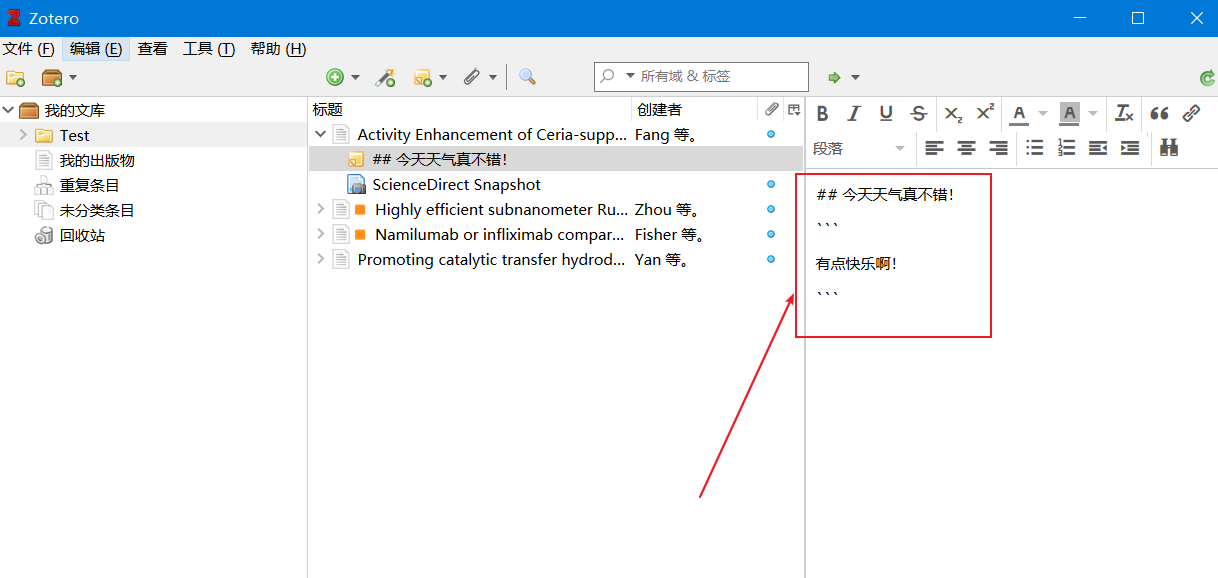 Zotero
文件 (F) 编辑 (E) 查看 工具 (T) 帮助 (H)
所有域 & 标签
我的文库
Test
我的出版物
重复条目
未分类条目
回收站
标题 创建者
Activity Enhancement of Ceria-supp... Fang 等。
## 今天天气真不错！
ScienceDirect Snapshot
Highly efficient subnanometer Ru... Zhou 等。
Namilumab or infliximab compar... Fisher 等。
Promoting catalytic transfer hydrod... Yan 等。
B I U S X₂ X² A A Tx
段落
## 今天天气真不错！
```
有点快乐啊！
```